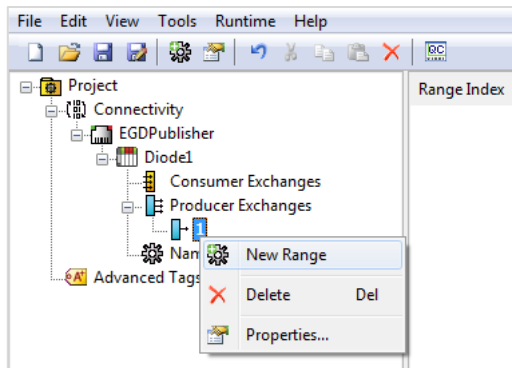 File Edit View Tools Runtime Help
QC
Project
Connectivity
EGDPublisher
Diode1
Consumer Exchanges
Producer Exchanges
1
Nam
Advanced Tags
New Range
Delete Del
Properties...
Range Index